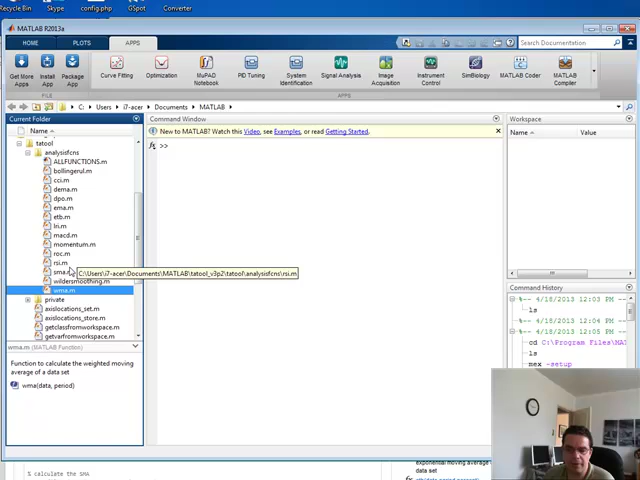 Recycle Bin
Skype
config.php
GSpot
Converter
MATLAB R2013a
HOME
PLOTS
APPS
Search Documentation
Get More Apps
Install App
Package App
Curve Fitting
Optimization
MuPAD Notebook
PID Tuning
System Identification
Signal Analysis
Image Acquisition
Instrument Control
SimBiology
MATLAB Coder
MATLAB Compiler
FILE
APPS
C: ▸ Users ▸ i7-acer ▸ Documents ▸ MATLAB ▸
Current Folder
Command Window
Workspace
Name
New to MATLAB? Watch this Video, see Examples, or read Getting Started.
Name
Value
fx >>
tatool
analysisfcns
ALLFUNCTIONS.m
bollingerul.m
cci.m
dema.m
dpo.m
ema.m
etb.m
lri.m
macd.m
momentum.m
roc.m
rsi.m
sma.m
C:\Users\i7-acer\Documents\MATLAB\tatool_v3p2\tatool\analysisfcns\rsi.m
wildersmoothing.m
wma.m
private
axislocations_set.m
axislocations_store.m
getclassfromworkspace.m
getvarfromworkspace.m
wma.m (MATLAB Function)
Function to calculate the weighted moving
average of a data set
wma(data, period)
Command History
%-- 4/18/2013 12:03 PM
ls
%-- 4/18/2013 12:05 PM
cd C:\Program Files\MAT
ls
mex -setup
exponential moving average
data set
% calculate the SMA